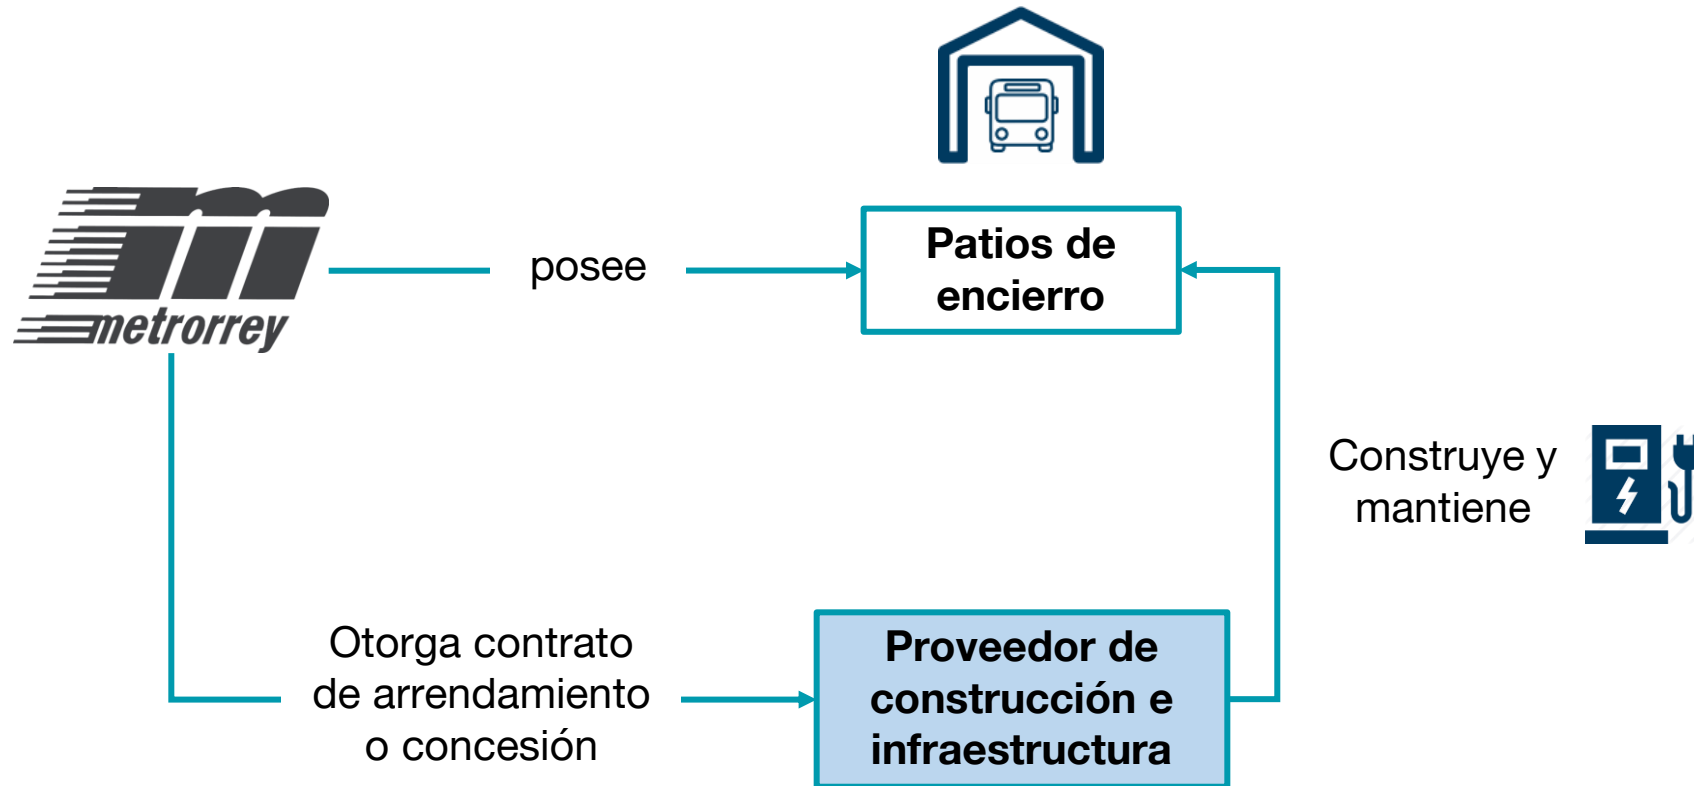 metrorrey
posee
Patios de
encierro
Construye y
mantiene
Otorga contrato
de arrendamiento
o concesión
Proveedor de
construcción e
infraestructura